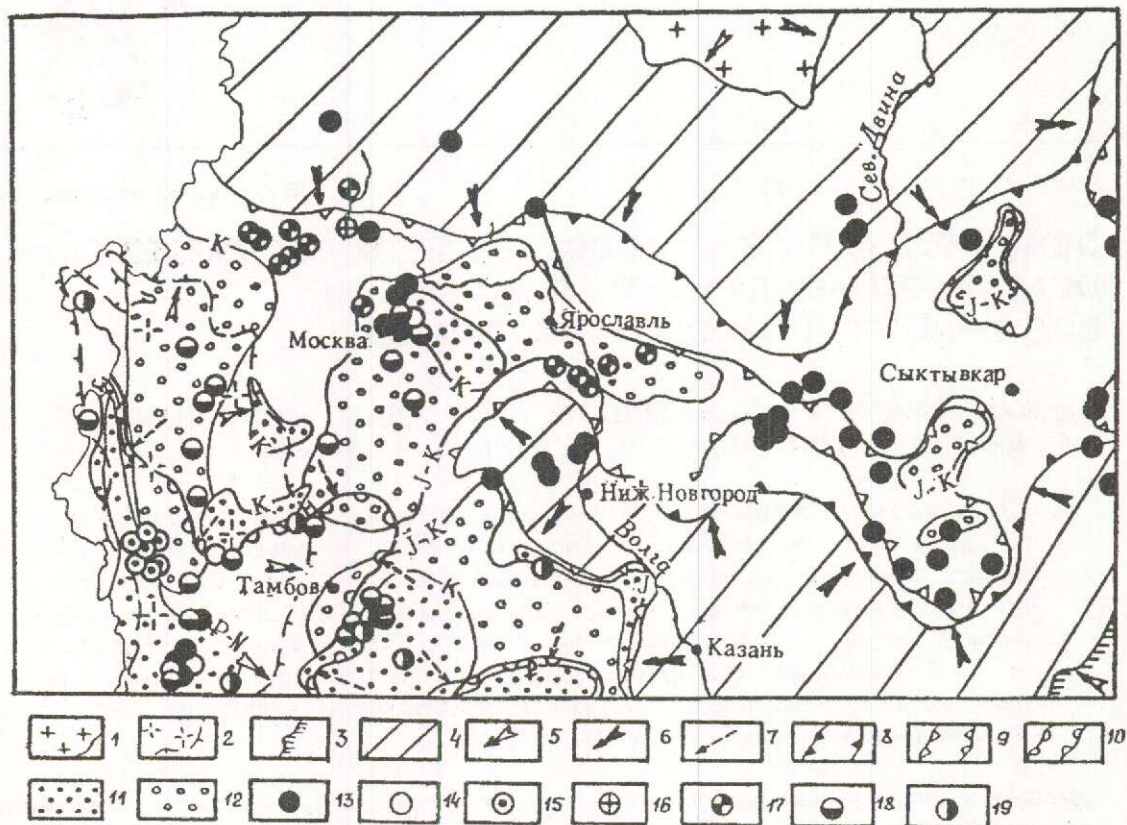 Сев. Двина
К
J-K
Ярославль
Москва
К
Сыктывкар
К
К
J-K
J-K
Ниж. Новгород
К
Волга
J-K
Тамбов
К
J
P-N
Казань
1 2 3 4 5 6 7 8 9 10
11 12 13 14 15 16 17 18 19